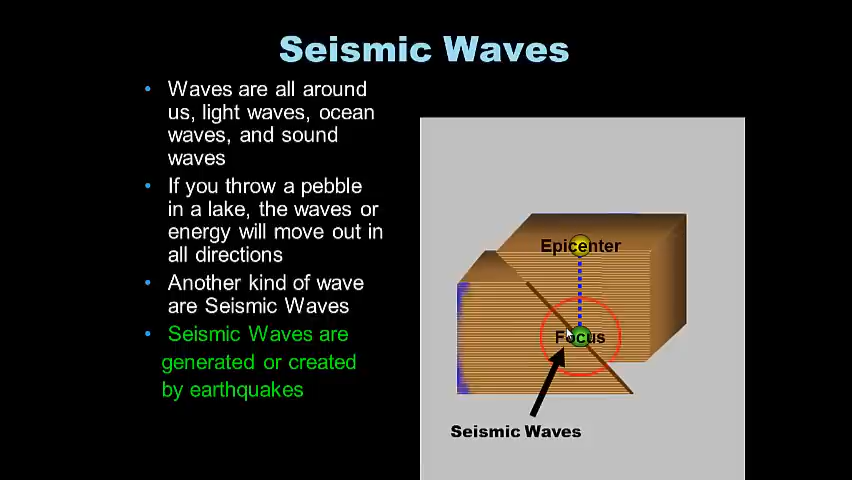 Seismic Waves
• Waves are all around
us, light waves, ocean
waves, and sound
waves
• If you throw a pebble
in a lake, the waves or
energy will move out in
all directions
• Another kind of wave
are Seismic Waves
• Seismic Waves are
generated or created
by earthquakes
Epicenter
Focus
Seismic Waves